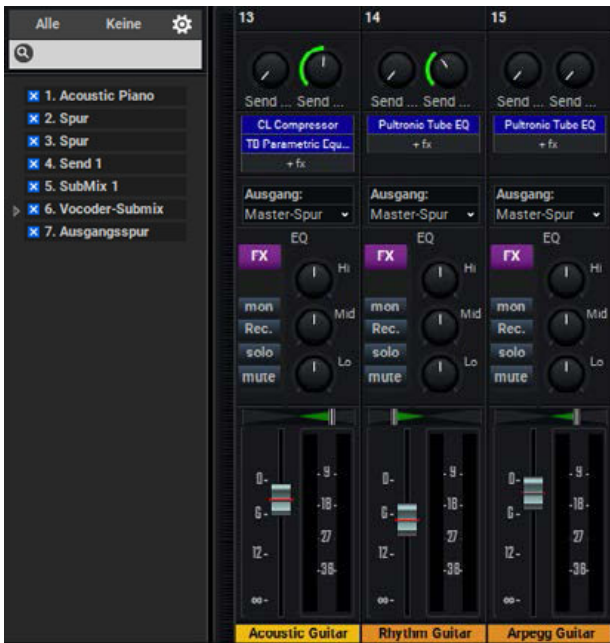 Alle Keine
1. Acoustic Piano
2. Spur
3. Spur
4. Send 1
5. SubMix 1
6. Vocoder-Submix
7. Ausgangsspur
13
Send ... Send ...
CL Compressor
TB Parametric Equ...
+ fx
Ausgang:
Master-Spur
EQ
FX
Hi
mon
Mid
Rec.
solo
Lo
mute
0-
6-
12-
∞-
-9-
-18-
27
-36-
Acoustic Guitar
14
Send ... Send ...
Pultronic Tube EQ
+ fx
Ausgang:
Master-Spur
EQ
FX
Hi
mon
Mid
Rec.
solo
Lo
mute
0-
6-
12-
∞-
-9-
-18-
27
-36-
Rhythm Guitar
15
Send ... Send ...
Pultronic Tube EQ
+ fx
Ausgang:
Master-Spur
EQ
FX
Hi
mon
Mid
Rec.
solo
Lo
mute
0-
6-
12-
∞-
-9-
-18-
27
-36-
Arpegg Guitar